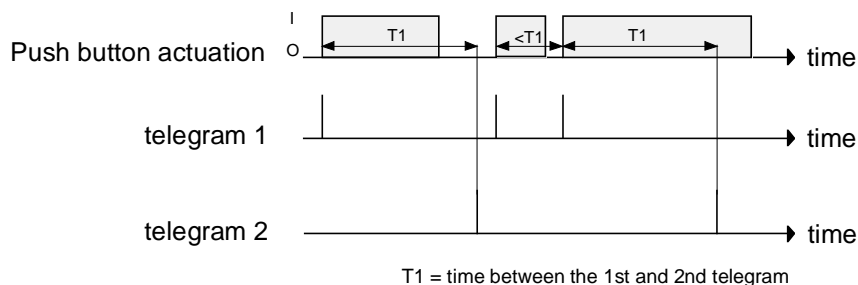 I
T1 <T1 T1
Push button actuation O time
telegram 1 time
telegram 2 time
T1 = time between the 1st and 2nd telegram